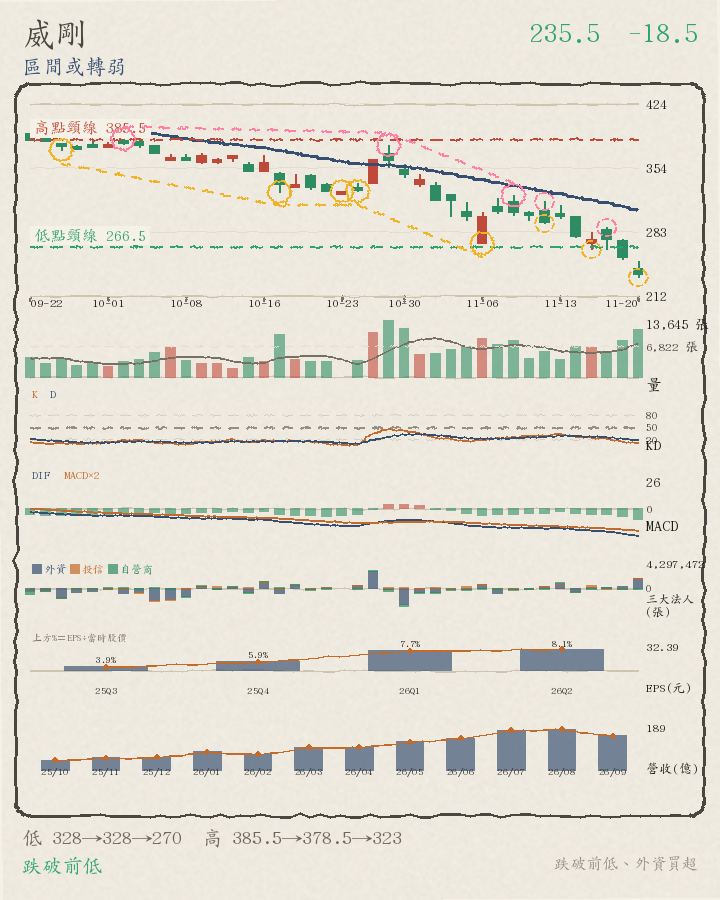 威剛
235.5 -18.5
區間或轉弱
424
高點頸線 385.5
354
低點頸線 266.5
283
212
09-22 10-01 10-08 10-16 10-23 10-30 11-06 11-13 11-20
13,645 張
6,822 張
量
K D
80
50
20
KD
DIF MACD×2
26
0
MACD
外資 投信 自營商
4,297,472
0
三大法人
(張)
上方%=EPS÷當時股價
3.9% 5.9% 7.7% 8.1%
32.39
25Q3 25Q4 26Q1 26Q2
EPS(元)
189
25/10 25/11 25/12 26/01 26/02 26/03 26/04 26/05 26/06 26/07 26/08 26/09
營收(億)
低 328→328→270 高 385.5→378.5→323
跌破前低
跌破前低、外資買超